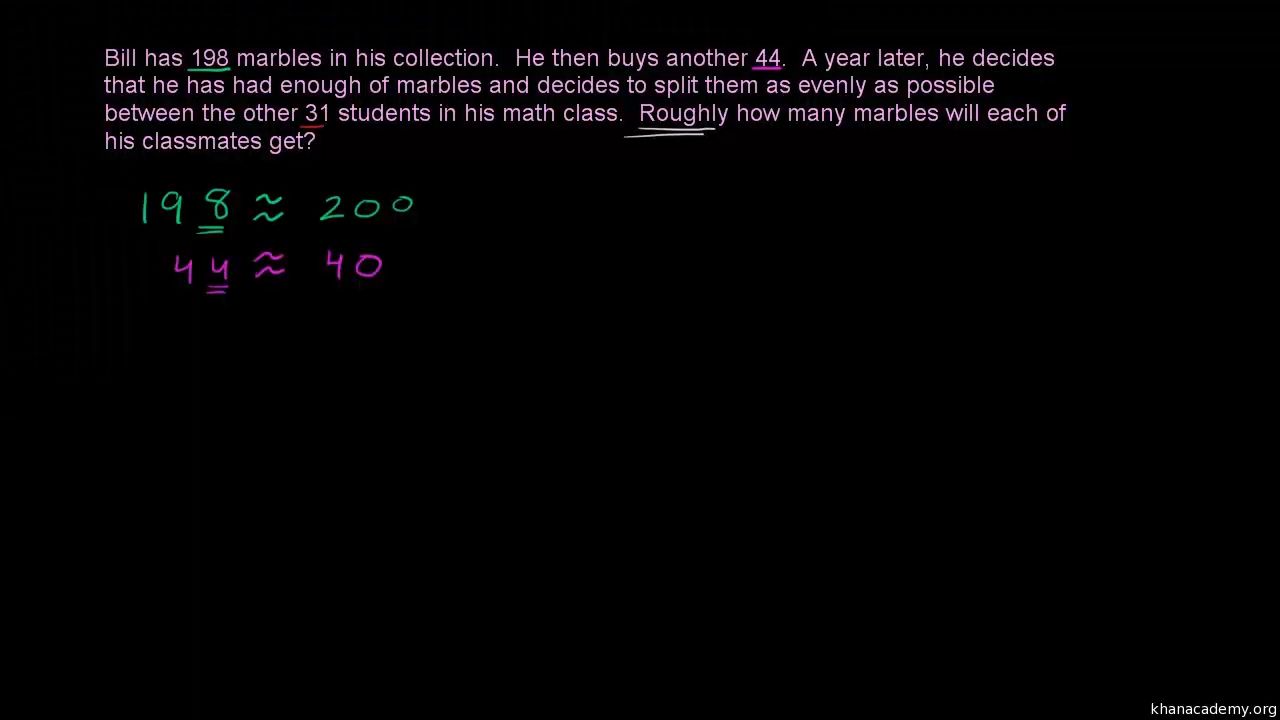 Bill has 198 marbles in his collection. He then buys another 44. A year later, he decides
that he has had enough of marbles and decides to split them as evenly as possible
between the other 31 students in his math class. Roughly how many marbles will each of
his classmates get?
198 ≈ 200
44 ≈ 40
khanacademy.org